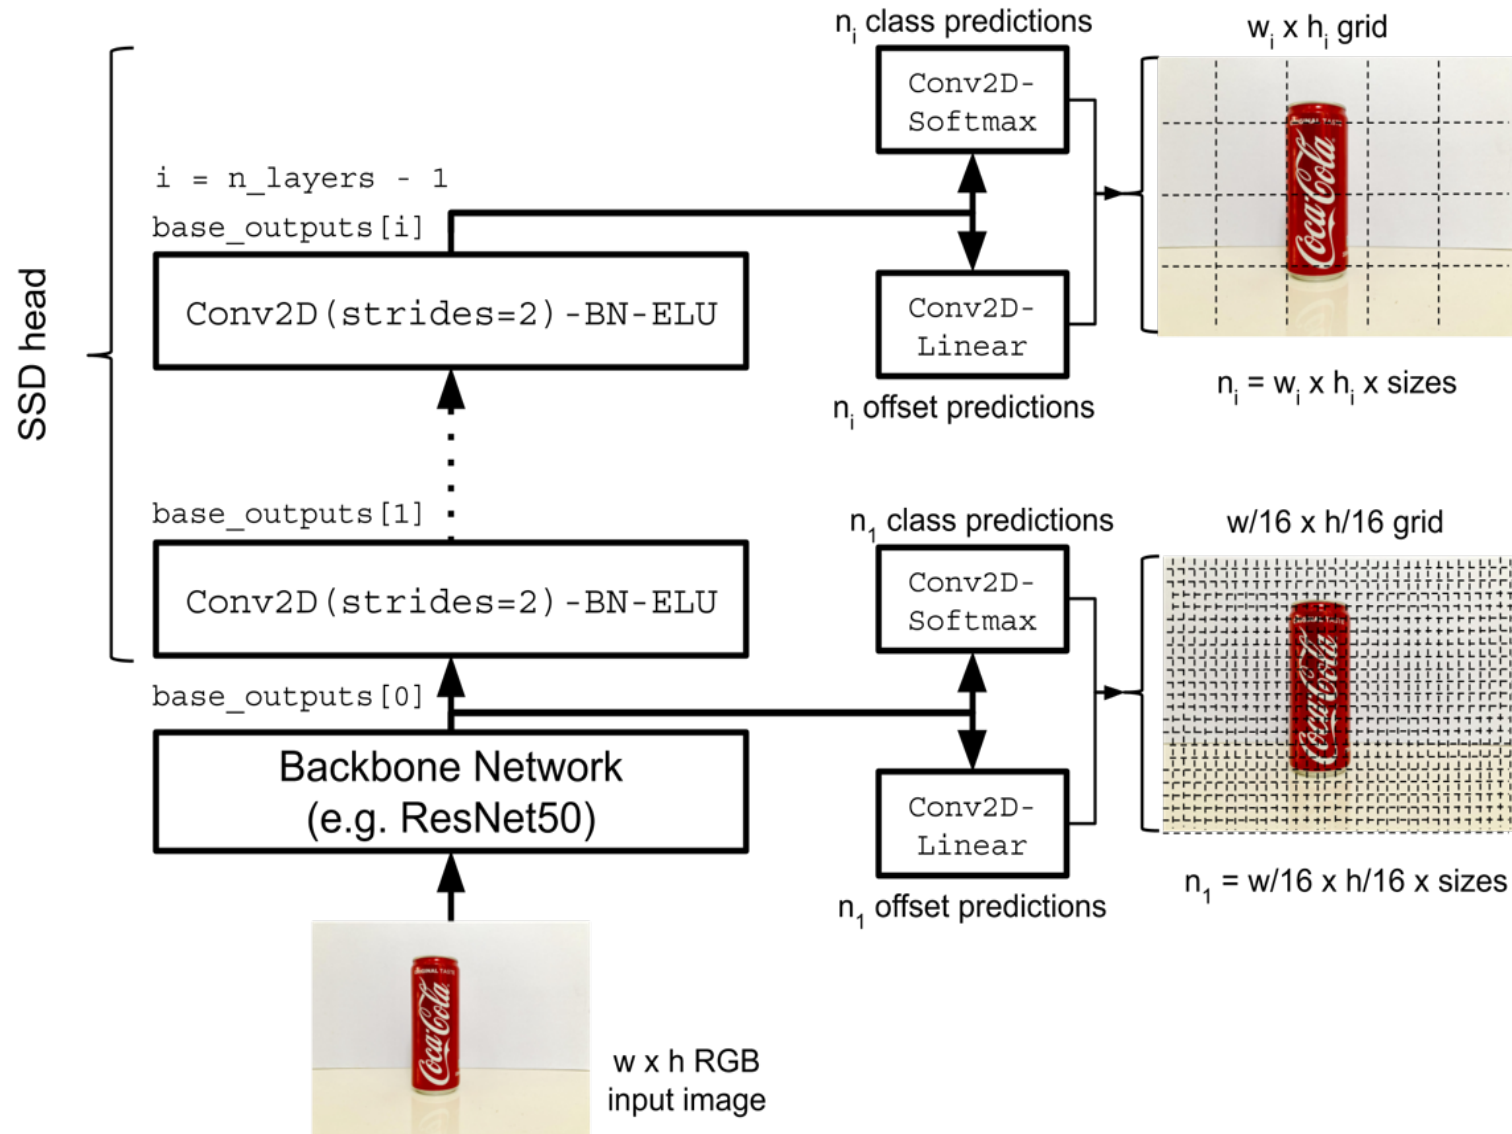 n_i class predictions
w_i x h_i grid
Conv2D-
Softmax
i = n_layers - 1
base_outputs[i]
Conv2D(strides=2)-BN-ELU
Conv2D-
Linear
n_i offset predictions
n_i = w_i x h_i x sizes
SSD head
base_outputs[1]
Conv2D(strides=2)-BN-ELU
n_1 class predictions
w/16 x h/16 grid
Conv2D-
Softmax
base_outputs[0]
Backbone Network
(e.g. ResNet50)
Conv2D-
Linear
n_1 offset predictions
n_1 = w/16 x h/16 x sizes
w x h RGB
input image
ORIGINAL TASTE
Coca-Cola
Coca-Cola
Coca-Cola